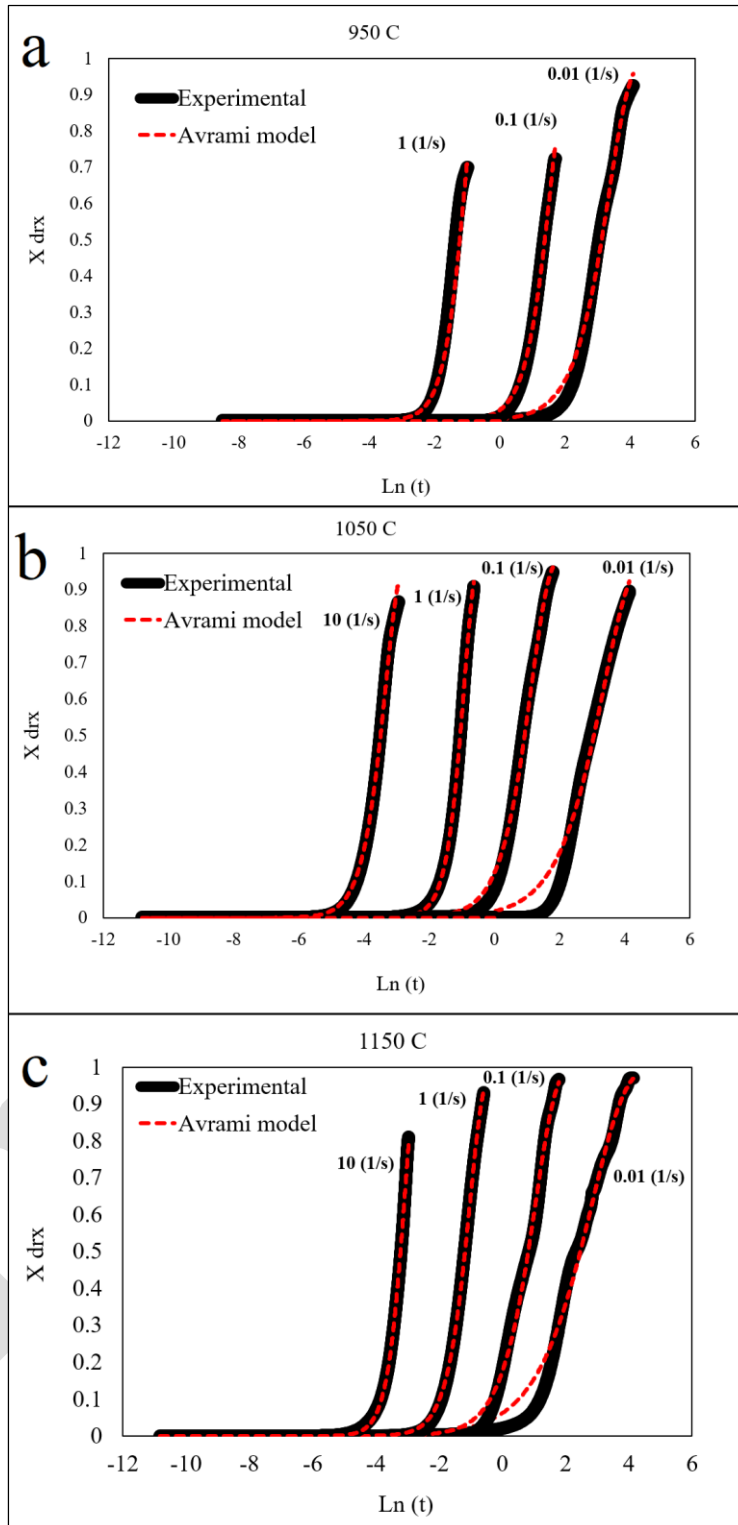 a
950 C
Experimental
Avrami model
1 (1/s)
0.1 (1/s)
0.01 (1/s)
X drx
1
0.9
0.8
0.7
0.6
0.5
0.4
0.3
0.2
0.1
0
-12 -10 -8 -6 -4 -2 0 2 4 6
Ln (t)
b
1050 C
Experimental
Avrami model
10 (1/s)
1 (1/s)
0.1 (1/s)
0.01 (1/s)
X drx
1
0.9
0.8
0.7
0.6
0.5
0.4
0.3
0.2
0.1
0
-12 -10 -8 -6 -4 -2 0 2 4 6
Ln (t)
c
1150 C
Experimental
Avrami model
10 (1/s)
1 (1/s)
0.1 (1/s)
0.01 (1/s)
X drx
1
0.9
0.8
0.7
0.6
0.5
0.4
0.3
0.2
0.1
0
-12 -10 -8 -6 -4 -2 0 2 4 6
Ln (t)